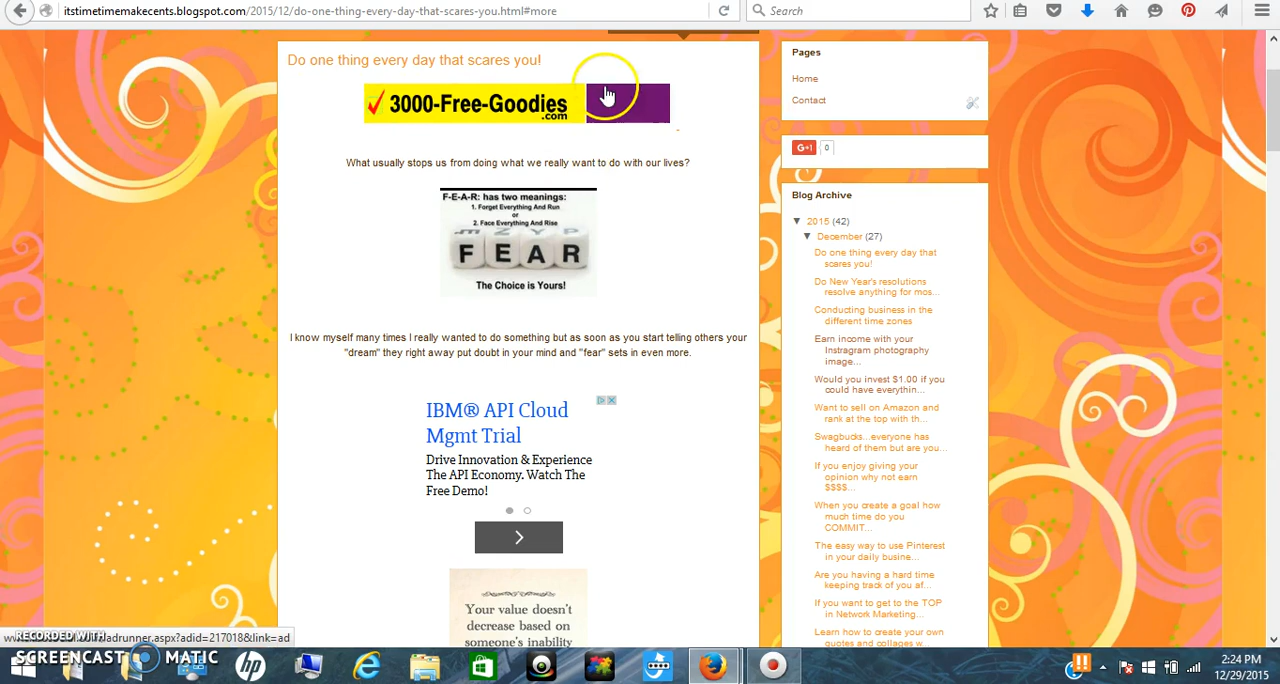 itstimetimemakecents.blogspot.com/2015/12/do-one-thing-every-day-that-scares-you.html#more
Search
Do one thing every day that scares you!
3000-Free-Goodies
.com
What usually stops us from doing what we really want to do with our lives?
F-E-A-R: has two meanings:
1. Forget Everything And Run
or
2. Face Everything And Rise
F E A R
The Choice is Yours!
I know myself many times I really wanted to do something but as soon as you start telling others your
"dream" they right away put doubt in your mind and "fear" sets in even more.
IBM® API Cloud
Mgmt Trial
Drive Innovation & Experience
The API Economy. Watch The
Free Demo!
Your value doesn't
decrease based on
someone's inability
Pages
Home
Contact
G+1
0
Blog Archive
▼ 2015 (42)
▼ December (27)
Do one thing every day that
scares you!
Do New Year's resolutions
resolve anything for mos...
Conducting business in the
different time zones
Earn income with your
Instragram photography
image...
Would you invest $1.00 if you
could have everythin...
Want to sell on Amazon and
rank at the top with th...
Swagbucks...everyone has
heard of them but are you...
If you enjoy giving your
opinion why not earn
$$$$...
When you create a goal how
much time do you
COMMIT...
The easy way to use Pinterest
in your daily busine...
Are you having a hard time
keeping track of you af...
If you want to get to the TOP
in Network Marketing...
Learn how to create your own
quotes and collages w...
adrunner.aspx?adid=217018&link=ad
RECORDED WITH
SCREENCAST MATIC
hp
2:24 PM
12/29/2015